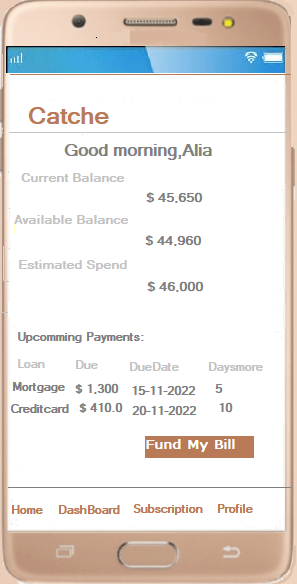 Catche
Good morning,Alia
Current Balance
$ 45,650
Available Balance
$ 44,960
Estimated Spend
$ 46,000
Upcomming Payments:
Loan Due DueDate Daysmore
Mortgage $ 1,300 15-11-2022 5
Creditcard $ 410.0 20-11-2022 10
Fund My Bill
Home DashBoard Subscription Profile